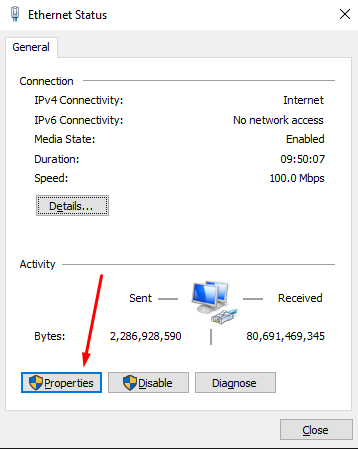 Ethernet Status
General
Connection
IPv4 Connectivity: Internet
IPv6 Connectivity: No network access
Media State: Enabled
Duration: 09:50:07
Speed: 100.0 Mbps
Details...
Activity
Sent Received
Bytes: 2,286,928,590 80,691,469,345
Properties Disable Diagnose
Close